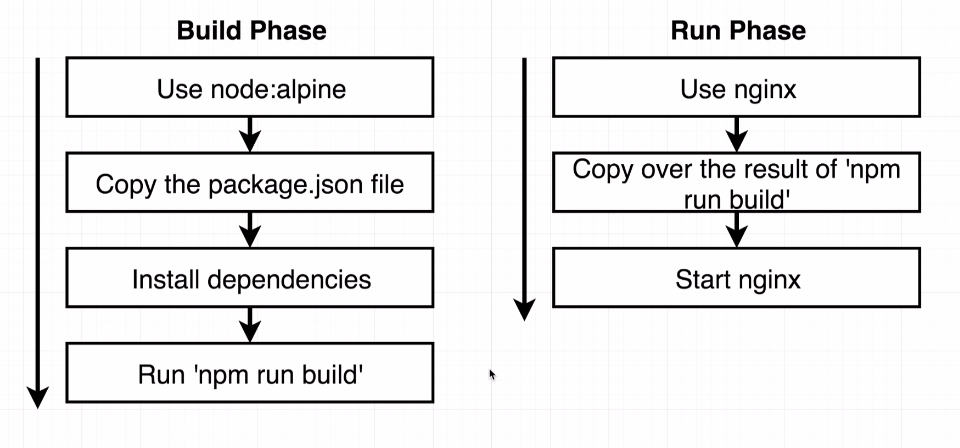 Build Phase
Use node:alpine
Copy the package.json file
Install dependencies
Run 'npm run build'
Run Phase
Use nginx
Copy over the result of 'npm
run build'
Start nginx